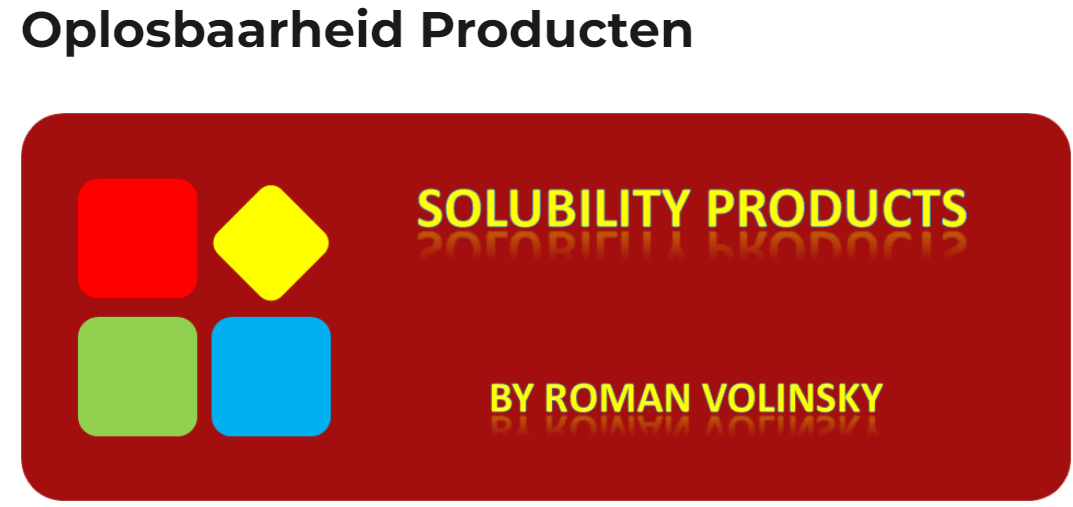 Oplosbaarheid Producten
SOLUBILITY PRODUCTS
BY ROMAN VOLINSKY